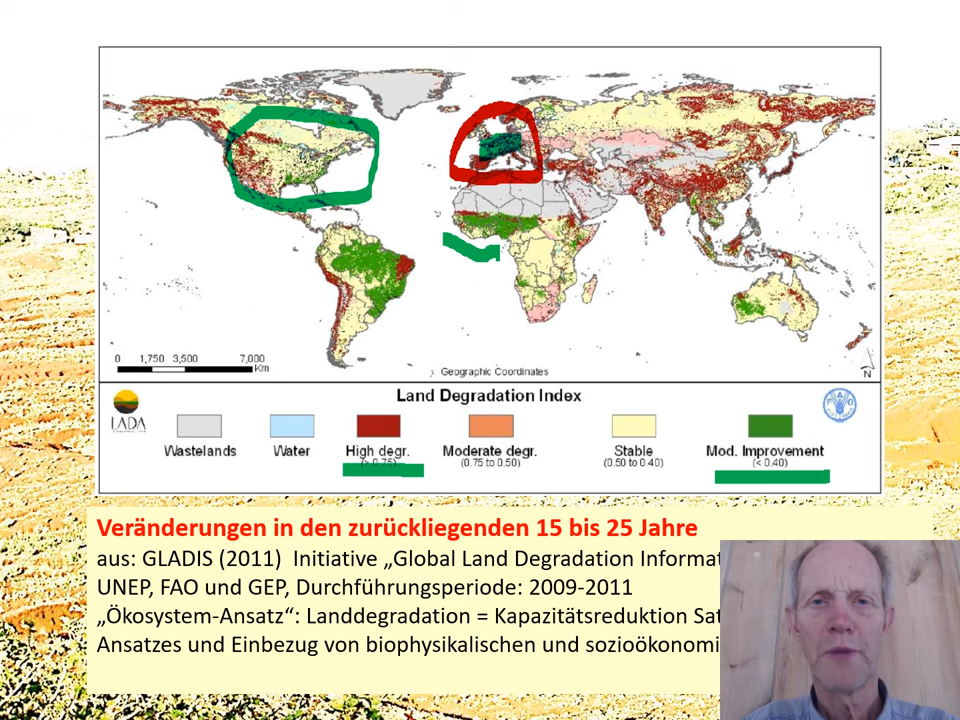 0 1,750 3,500 7,000
Km
Geographic Coordinates
N
Land Degradation Index
LADA
FAO
Wastelands Water High degr. Moderate degr. Stable Mod. Improvement
(> 0.75) (0.75 to 0.50) (0.50 to 0.40) (< 0.40)
Veränderungen in den zurückliegenden 15 bis 25 Jahre
aus: GLADIS (2011) Initiative „Global Land Degradation Informat
UNEP, FAO und GEP, Durchführungsperiode: 2009-2011
„Ökosystem-Ansatz“: Landdegradation = Kapazitätsreduktion Sat
Ansatzes und Einbezug von biophysikalischen und sozioökonomi